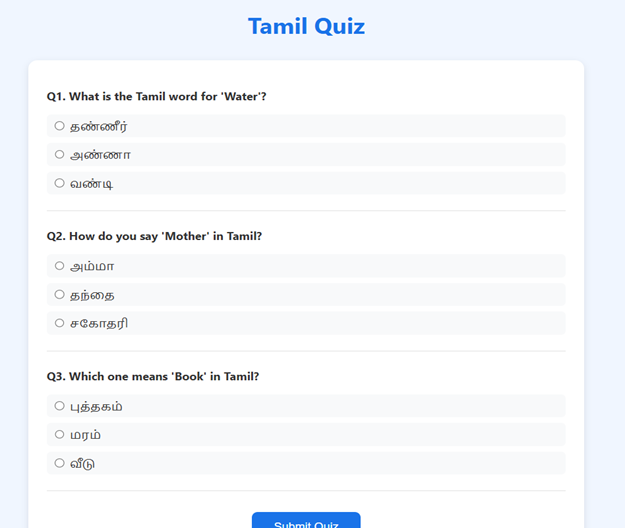 Tamil Quiz
Q1. What is the Tamil word for 'Water'?
தண்ணீர்
அண்ணா
வண்டி
Q2. How do you say 'Mother' in Tamil?
அம்மா
தந்தை
சகோதரி
Q3. Which one means 'Book' in Tamil?
புத்தகம்
மரம்
வீடு
Submit Quiz